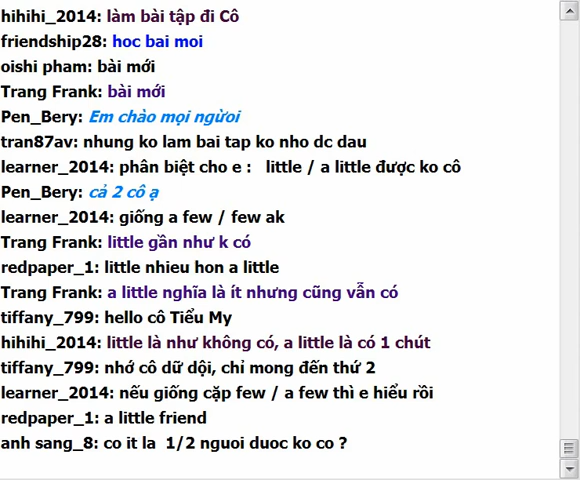 hihihi_2014: làm bài tập đi Cô
friendship28: hoc bai moi
oishi pham: bài mới
Trang Frank: bài mới
Pen_Bery: Em chào mọi ngừoi
tran87av: nhung ko lam bai tap ko nho dc dau
learner_2014: phân biệt cho e : little / a little được ko cô
Pen_Bery: cả 2 cô ạ
learner_2014: giống a few / few ak
Trang Frank: little gần như k có
redpaper_1: little nhieu hon a little
Trang Frank: a little nghĩa là ít nhưng cũng vẫn có
tiffany_799: hello cô Tiểu My
hihihi_2014: little là như không có, a little là có 1 chút
tiffany_799: nhớ cô dữ dội, chỉ mong đến thứ 2
learner_2014: nếu giống cặp few / a few thì e hiểu rồi
redpaper_1: a little friend
anh sang_8: co it la 1/2 nguoi duoc ko co ?